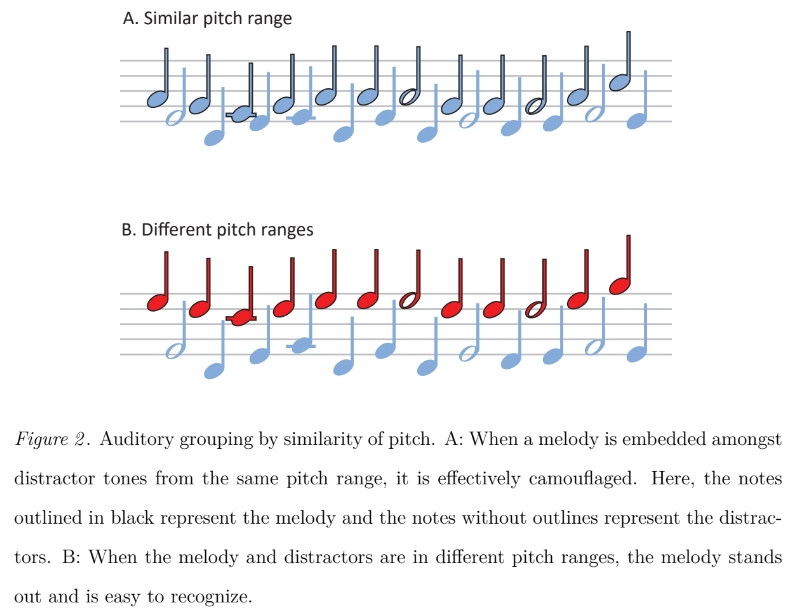 A. Similar pitch range
B. Different pitch ranges
Figure 2. Auditory grouping by similarity of pitch. A: When a melody is embedded amongst
distractor tones from the same pitch range, it is effectively camouflaged. Here, the notes
outlined in black represent the melody and the notes without outlines represent the distrac-
tors. B: When the melody and distractors are in different pitch ranges, the melody stands
out and is easy to recognize.